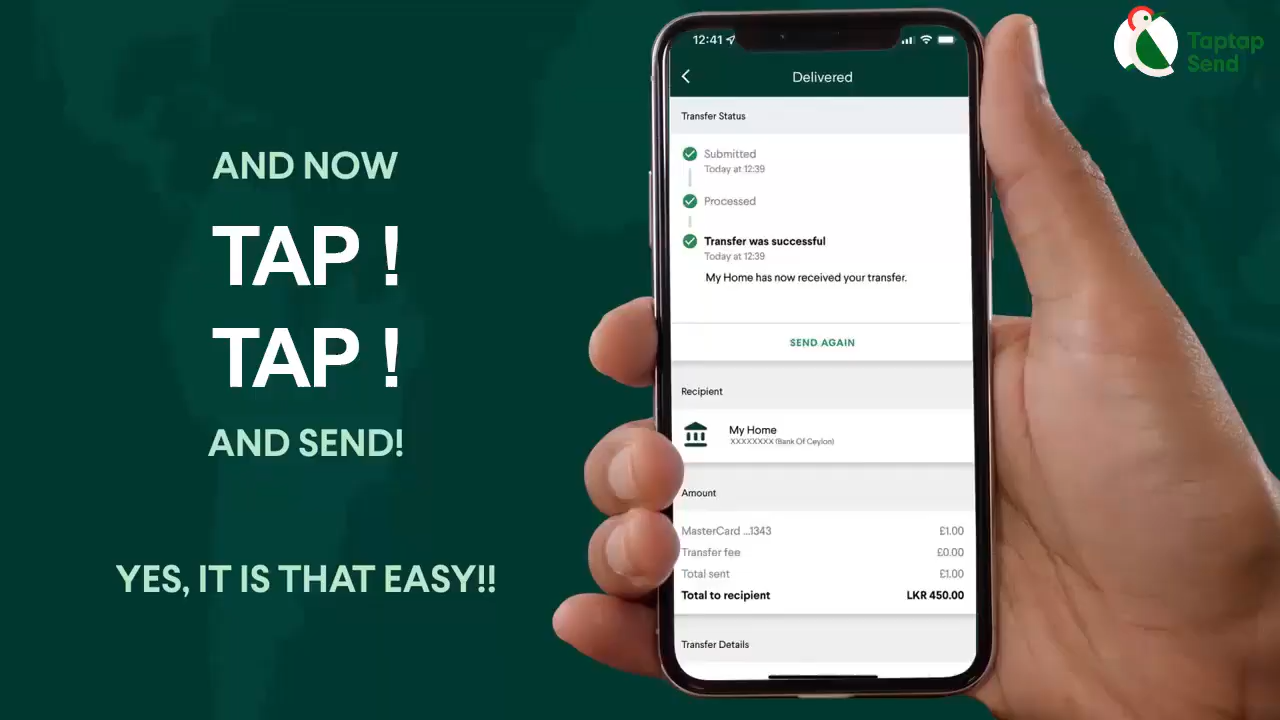 AND NOW
TAP !
TAP !
AND SEND!
YES, IT IS THAT EASY!!
12:41
Delivered
Transfer Status
Submitted
Today at 12:39
Processed
Transfer was successful
Today at 12:39
My Home has now received your transfer.
SEND AGAIN
Recipient
My Home
XXXXXXXX (Bank Of Ceylon)
Amount
MasterCard ...1343 £1.00
Transfer fee £0.00
Total sent £1.00
Total to recipient LKR 450.00
Transfer Details
Taptap
Send